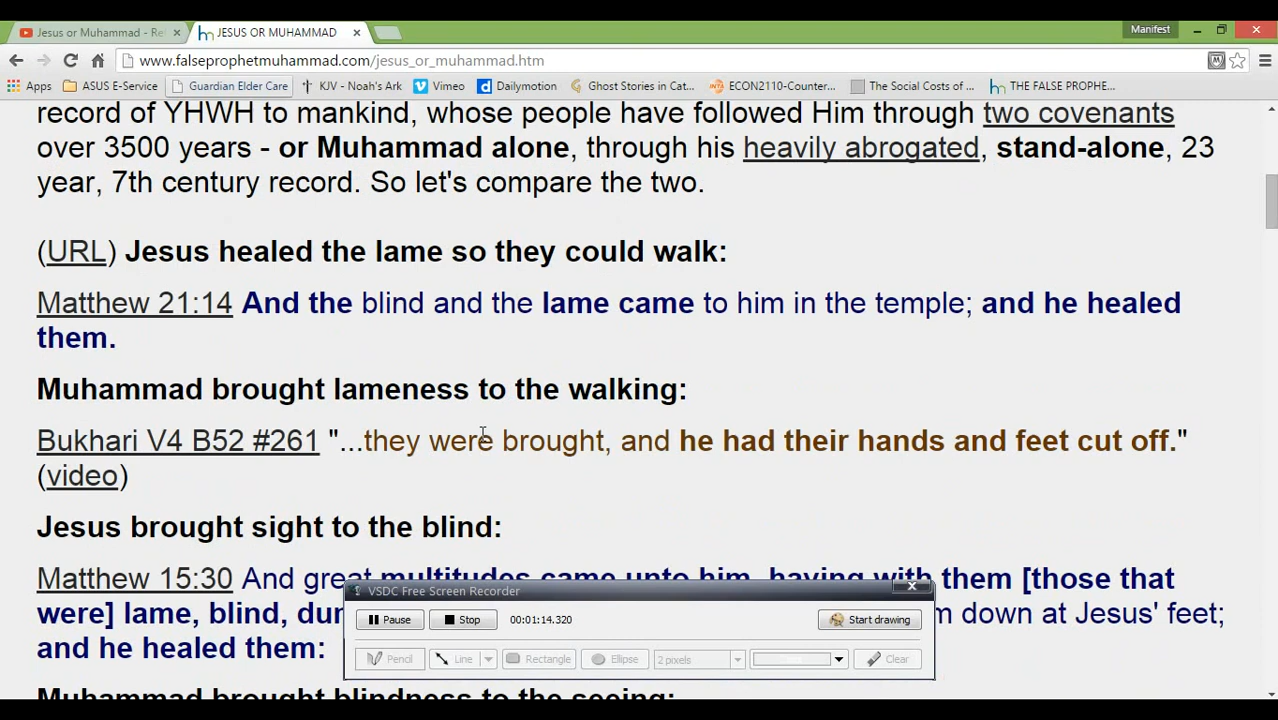 Jesus or Muhammad - Re
JESUS OR MUHAMMAD
Manifest
www.falseprophetmuhammad.com/jesus_or_muhammad.htm
Apps ASUS E-Service Guardian Elder Care KJV - Noah's Ark Vimeo Dailymotion Ghost Stories in Cat... ECON2110-Counter... The Social Costs of ... THE FALSE PROPHE...
record of YHWH to mankind, whose people have followed Him through two covenants
over 3500 years - or Muhammad alone, through his heavily abrogated, stand-alone, 23
year, 7th century record. So let's compare the two.
(URL) Jesus healed the lame so they could walk:
Matthew 21:14 And the blind and the lame came to him in the temple; and he healed
them.
Muhammad brought lameness to the walking:
Bukhari V4 B52 #261 "...they were brought, and he had their hands and feet cut off."
(video)
Jesus brought sight to the blind:
Matthew 15:30 And great multitudes came unto him, having with them [those that
were] lame, blind, dum
m down at Jesus' feet;
and he healed them:
Muhammad brought blindness to the seeing:
VSDC Free Screen Recorder
Pause Stop 00:01:14.320 Start drawing
Pencil Line Rectangle Ellipse 2 pixels Clear